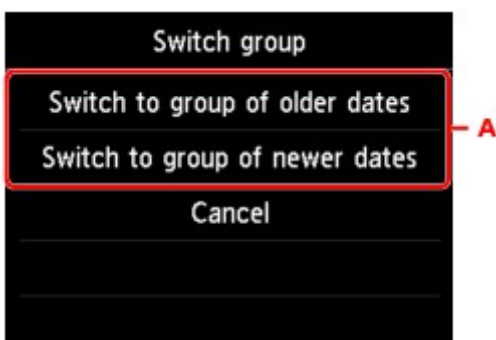 Switch group
Switch to group of older dates
A
Switch to group of newer dates
Cancel